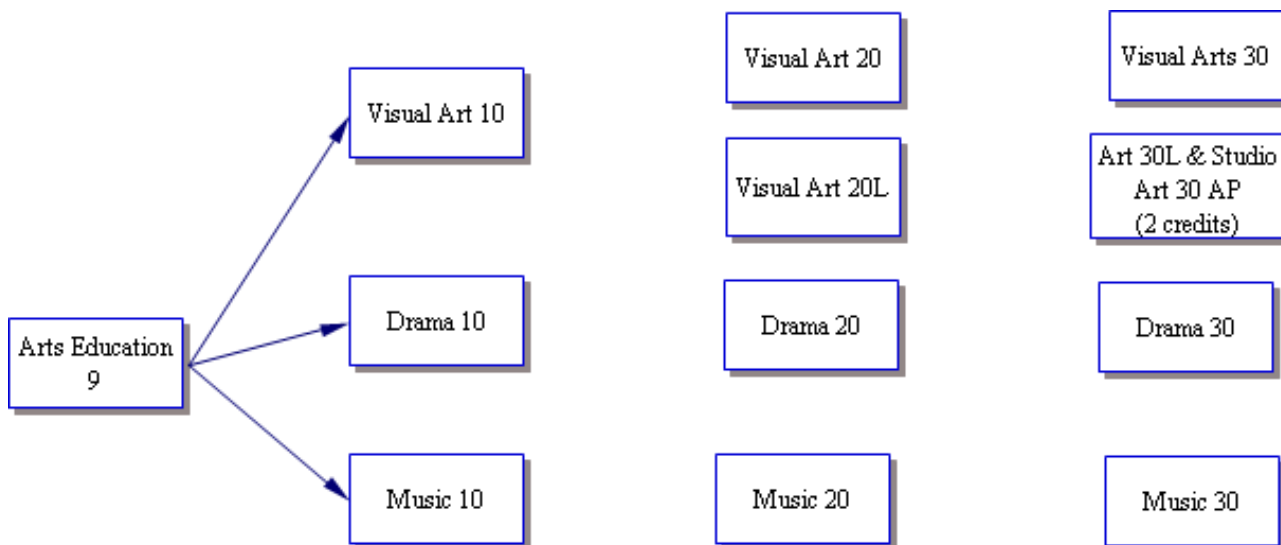 Visual Art 20
Visual Arts 30
Visual Art 10
Visual Art 20L
Art 30L & Studio
Art 30 AP
(2 credits)
Arts Education
9
Drama 10
Drama 20
Drama 30
Music 10
Music 20
Music 30